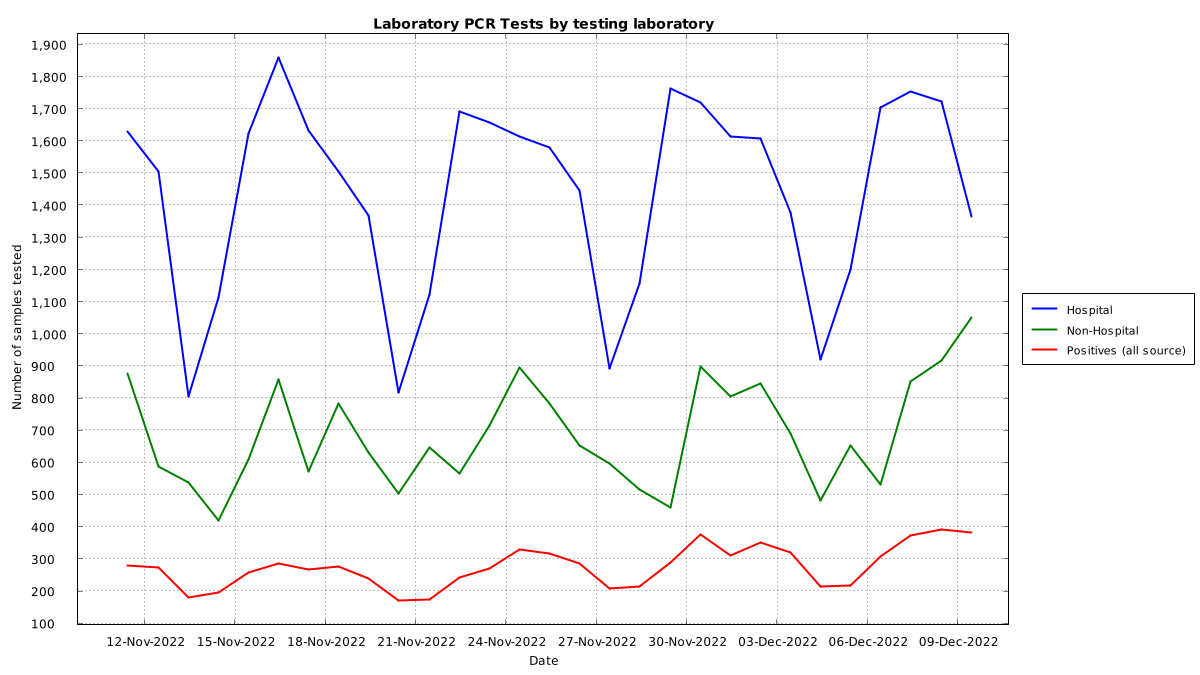 Laboratory PCR Tests by testing laboratory
1,900
1,800
1,700
1,600
1,500
1,400
1,300
1,200
1,100
1,000
900
800
700
600
500
400
300
200
100
Number of samples tested
12-Nov-2022 15-Nov-2022 18-Nov-2022 21-Nov-2022 24-Nov-2022 27-Nov-2022 30-Nov-2022 03-Dec-2022 06-Dec-2022 09-Dec-2022
Date
Hospital
Non-Hospital
Positives (all source)